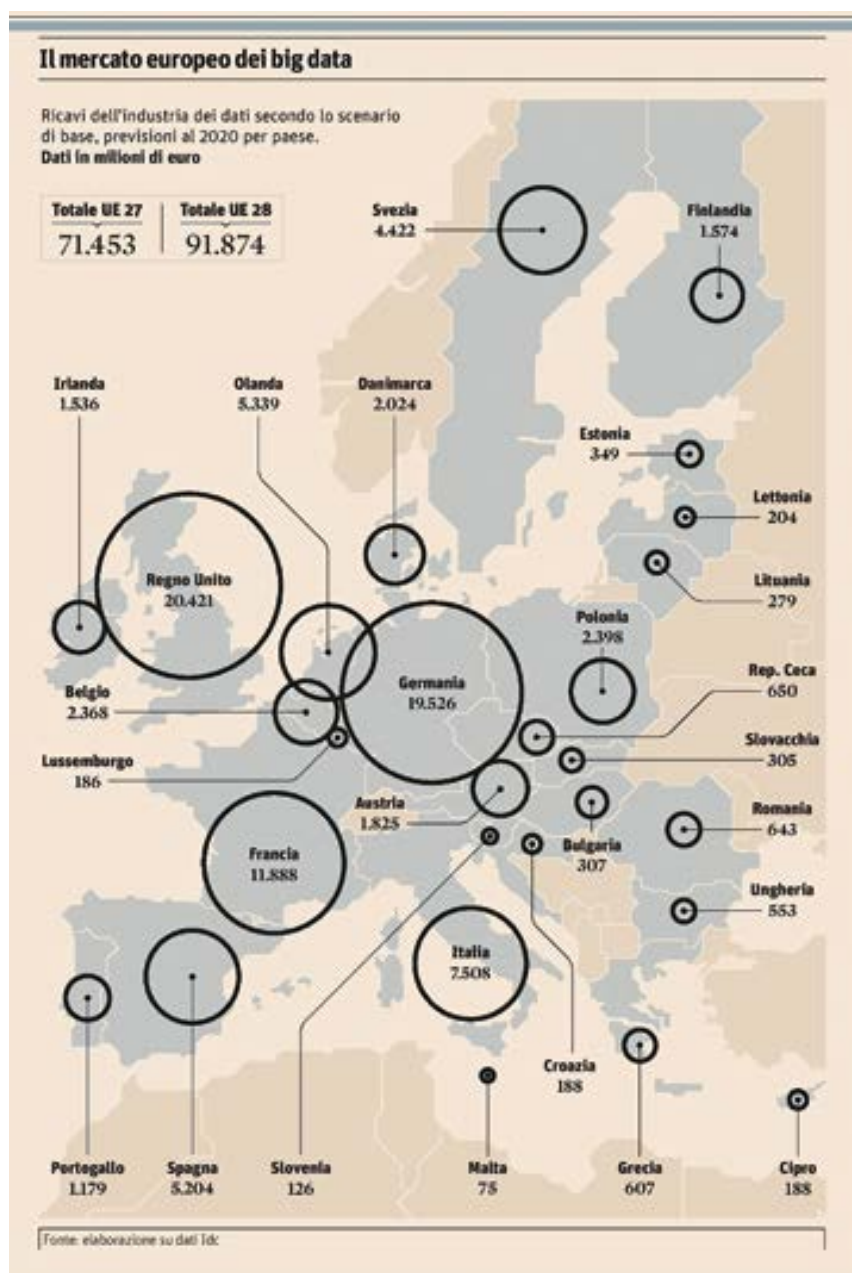 Il mercato europeo dei big data
Ricavi dell'industria dei dati secondo lo scenario
di base, previsioni al 2020 per paese.
Dati in milioni di euro
Totale UE 27
71.453
Totale UE 28
91.874
Svezia
4.422
Finlandia
1.574
Irlanda
1.536
Olanda
5.339
Danimarca
2.024
Estonia
349
Lettonia
204
Regno Unito
20.421
Lituania
279
Polonia
2.398
Belgio
2.368
Germania
19.526
Rep. Ceca
650
Lussemburgo
186
Slovacchia
305
Austria
1.825
Francia
11.888
Bulgaria
307
Romania
643
Ungheria
553
Italia
7.508
Croazia
188
Portogallo
1.179
Spagna
5.204
Slovenia
126
Malta
75
Grecia
607
Cipro
188
Fonte: elaborazione su dati Idc